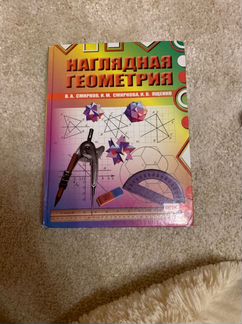 НАГЛЯДНАЯ
ГЕОМЕТРИЯ
В. А. СМИРНОВ, И. М. СМИРНОВА, И. В. ЯЩЕНКО